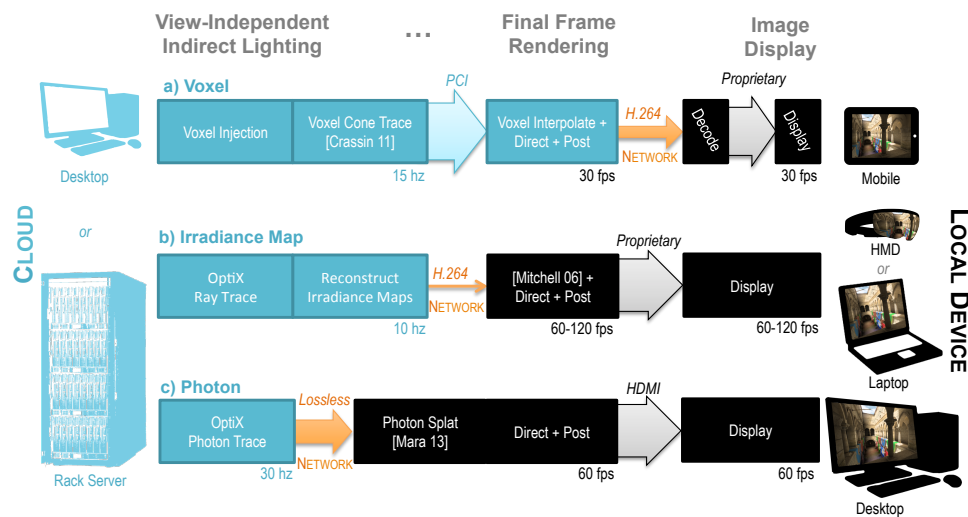 View-Independent
Indirect Lighting
...
Final Frame
Rendering
Image
Display
a) Voxel
PCI
Proprietary
Voxel Injection
Voxel Cone Trace
[Crassin 11]
Voxel Interpolate +
Direct + Post
H.264
NETWORK
Decode
Display
Desktop
15 hz
30 fps
30 fps
Mobile
CLOUD
or
b) Irradiance Map
Proprietary
HMD
or
LOCAL DEVICE
OptiX
Ray Trace
Reconstruct
Irradiance Maps
H.264
NETWORK
[Mitchell 06] +
Direct + Post
Display
10 hz
60-120 fps
60-120 fps
Laptop
c) Photon
Lossless
HDMI
OptiX
Photon Trace
NETWORK
Photon Splat
[Mara 13]
Direct + Post
Display
30 hz
60 fps
60 fps
Rack Server
Desktop